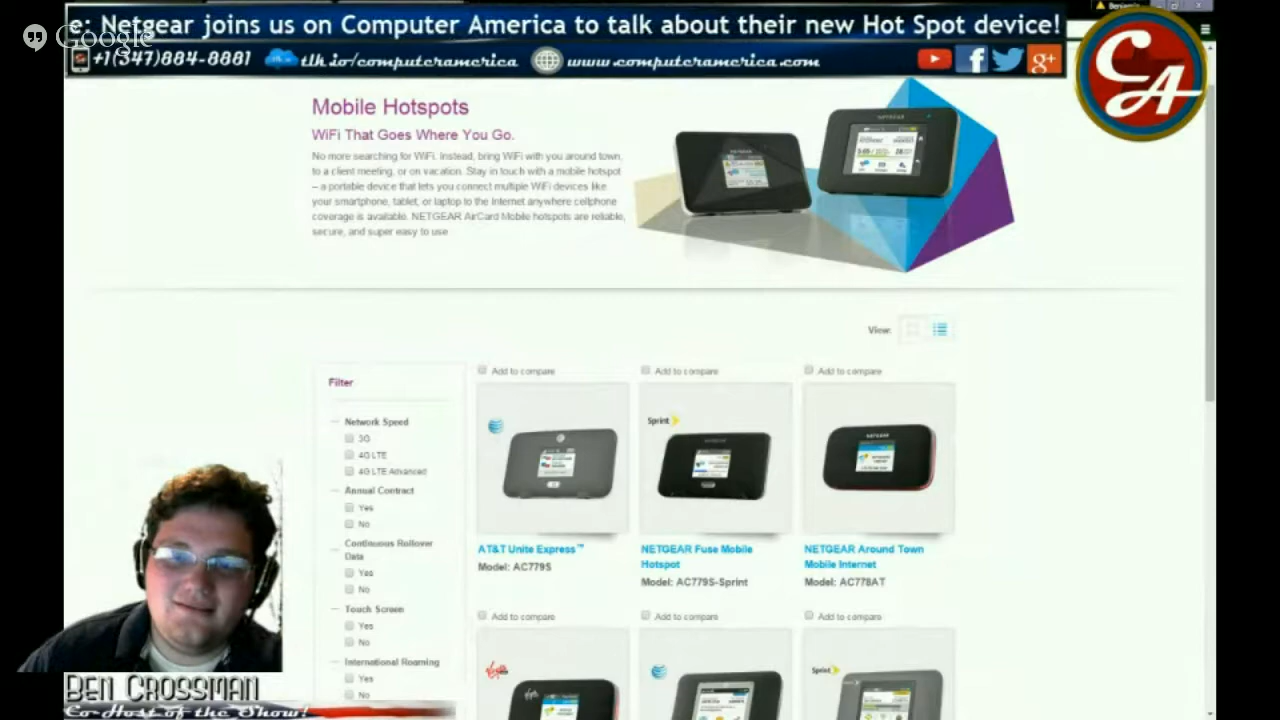 e: Netgear joins us on Computer America to talk about their new Hot Spot device!
Google
+1(347)884-8881
tlk.io/computeramerica
www.computeramerica.com
CA
Mobile Hotspots
WiFi That Goes Where You Go.
No more searching for WiFi. Instead, bring WiFi with you around town,
to a client meeting, or on vacation. Stay in touch with a mobile hotspot
– a portable device that lets you connect multiple WiFi devices like
your smartphone, tablet, or laptop to the Internet anywhere cellphone
coverage is available. NETGEAR AirCard Mobile hotspots are reliable,
secure, and super easy to use
NETGEAR
NETGEAR
View:
Filter
Network Speed
3G
4G LTE
4G LTE Advanced
Annual Contract
Yes
No
Continuous Rollover
Data
Yes
No
Touch Screen
Yes
No
International Roaming
Yes
No
Add to compare
Add to compare
Add to compare
Sprint
NETGEAR
NETGEAR
AT&T Unite Express™
Model: AC779S
NETGEAR Fuse Mobile
Hotspot
Model: AC779S-Sprint
NETGEAR Around Town
Mobile Internet
Model: AC778AT
Add to compare
Add to compare
Add to compare
Sprint
Ben Crossman
Co-Host of the Show!